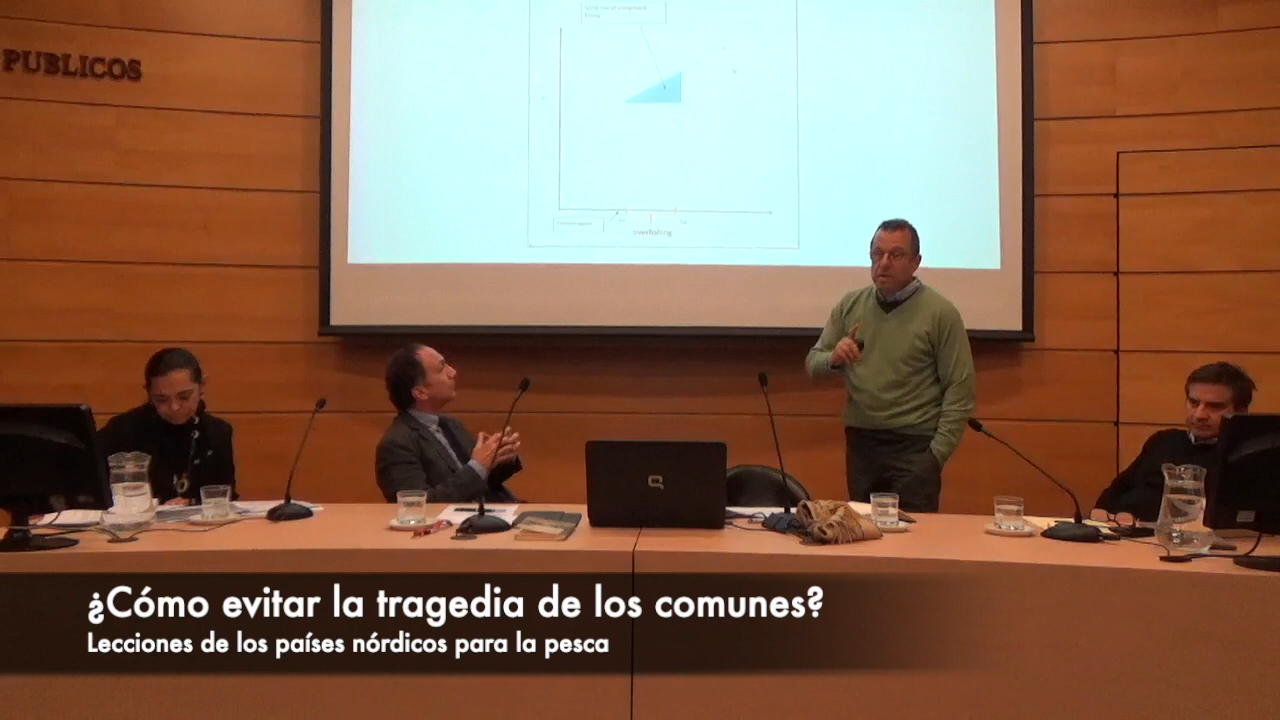 PUBLICOS
overfishing
¿Cómo evitar la tragedia de los comunes?
Lecciones de los países nórdicos para la pesca